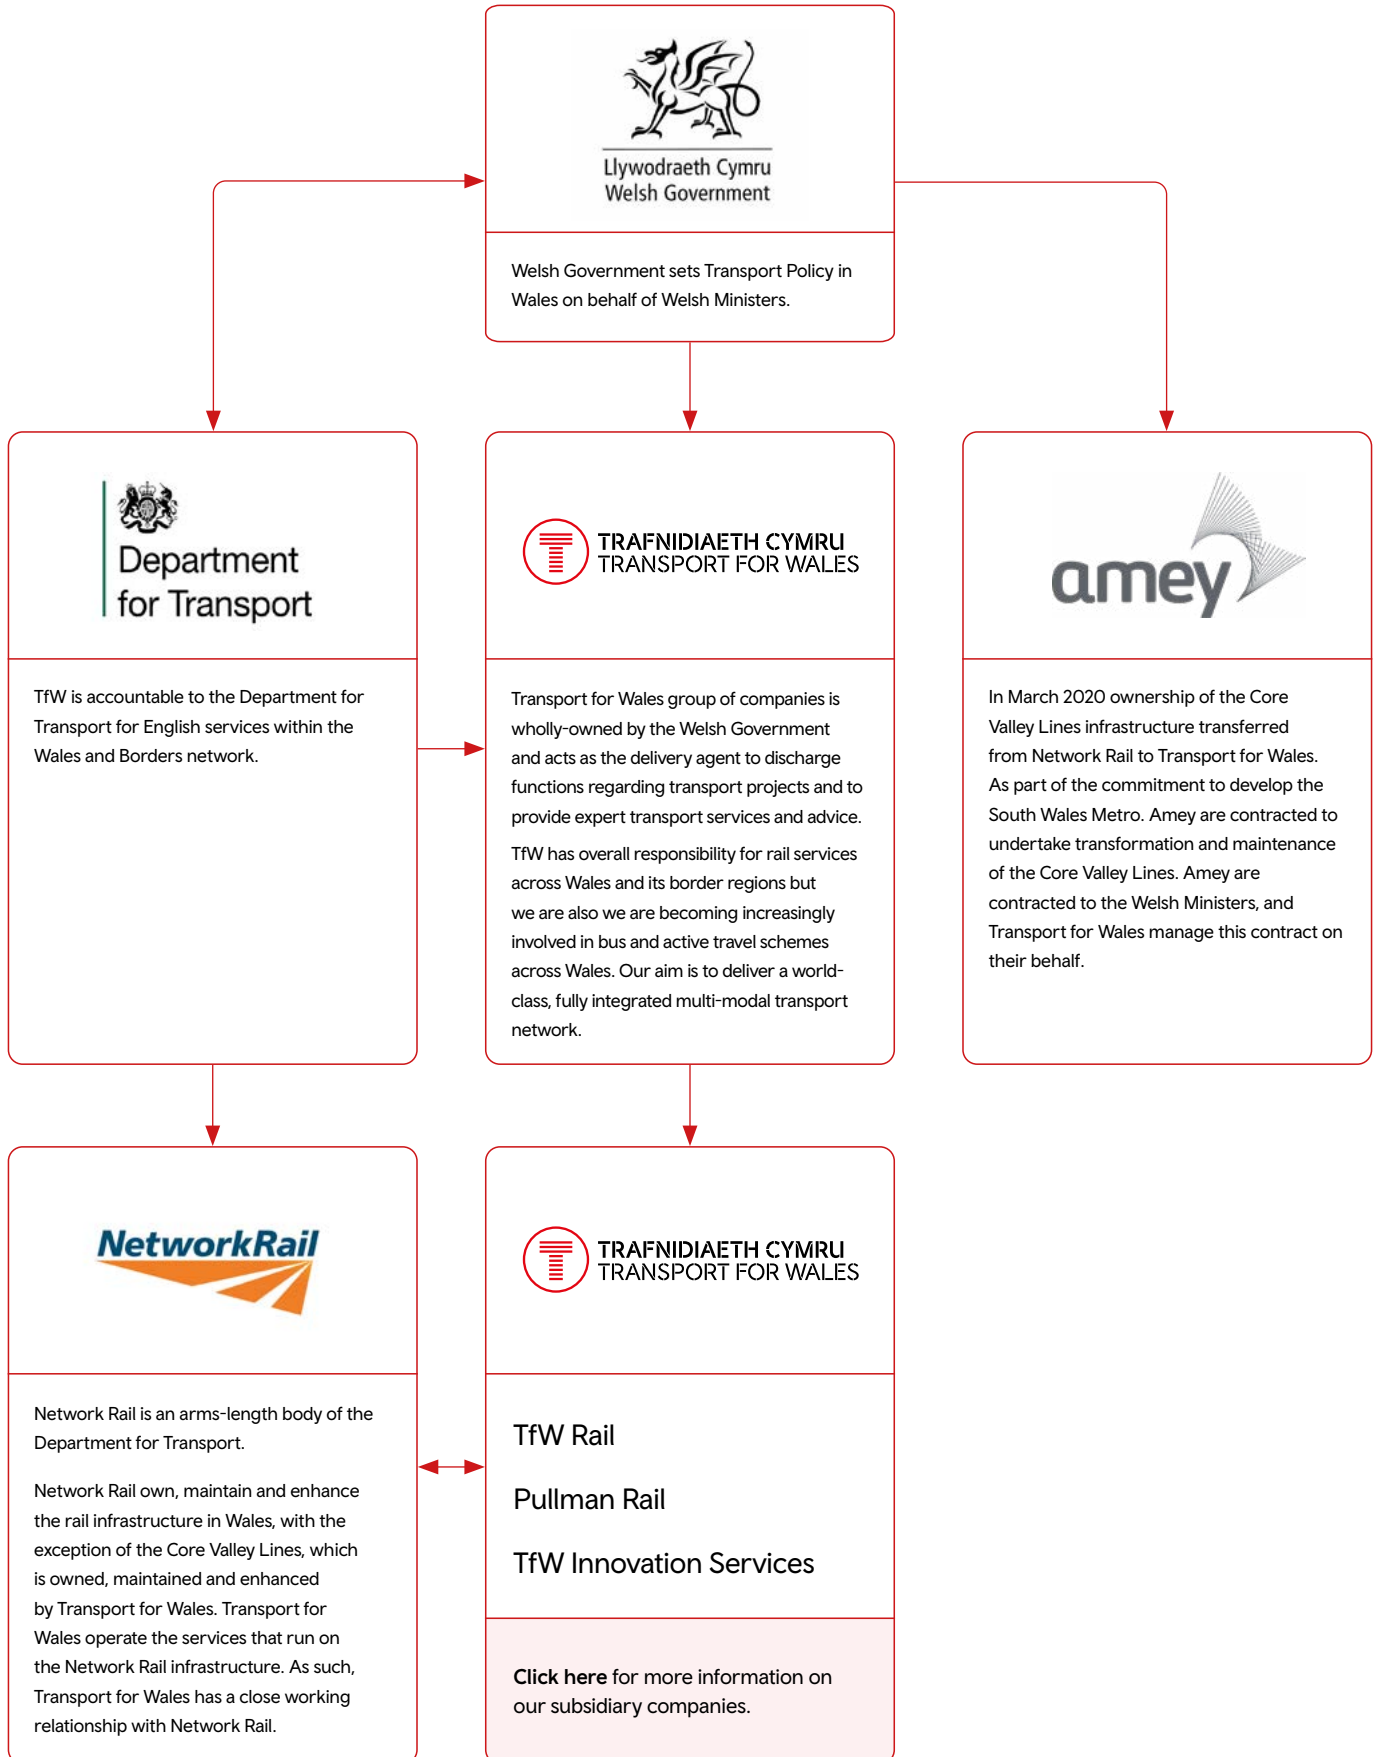 Llywodraeth Cymru
Welsh Government
Welsh Government sets Transport Policy in
Wales on behalf of Welsh Ministers.
Department
for Transport
TfW is accountable to the Department for
Transport for English services within the
Wales and Borders network.
TRAFNIDIAETH CYMRU
TRANSPORT FOR WALES
Transport for Wales group of companies is
wholly-owned by the Welsh Government
and acts as the delivery agent to discharge
functions regarding transport projects and to
provide expert transport services and advice.
TfW has overall responsibility for rail services
across Wales and its border regions but
we are also we are becoming increasingly
involved in bus and active travel schemes
across Wales. Our aim is to deliver a world-
class, fully integrated multi-modal transport
network.
amey
In March 2020 ownership of the Core
Valley Lines infrastructure transferred
from Network Rail to Transport for Wales.
As part of the commitment to develop the
South Wales Metro. Amey are contracted to
undertake transformation and maintenance
of the Core Valley Lines. Amey are
contracted to the Welsh Ministers, and
Transport for Wales manage this contract on
their behalf.
NetworkRail
Network Rail is an arms-length body of the
Department for Transport.
Network Rail own, maintain and enhance
the rail infrastructure in Wales, with the
exception of the Core Valley Lines, which
is owned, maintained and enhanced
by Transport for Wales. Transport for
Wales operate the services that run on
the Network Rail infrastructure. As such,
Transport for Wales has a close working
relationship with Network Rail.
TRAFNIDIAETH CYMRU
TRANSPORT FOR WALES
TfW Rail
Pullman Rail
TfW Innovation Services
Click here for more information on
our subsidiary companies.